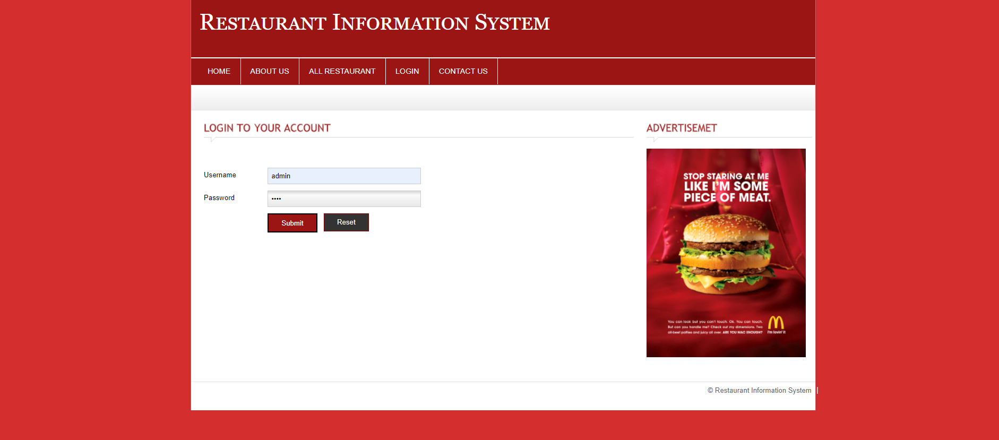 Restaurant Information System
HOME
ABOUT US
ALL RESTAURANT
LOGIN
CONTACT US
LOGIN TO YOUR ACCOUNT
Username
admin
Password
••••
Submit
Reset
ADVERTISEMET
STOP STARING AT ME
LIKE I'M SOME
PIECE OF MEAT.
You can look but you can't touch. Ok. You can touch.
But can you handle me? Check out my dimensions. Two
all-beef patties and juicy all over. ARE YOU MAC ENOUGH?
i'm lovin' it
© Restaurant Information System |